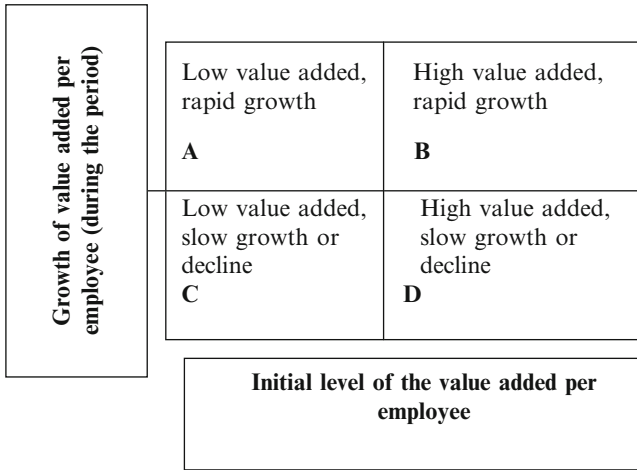 Growth of value added per
employee (during the period)
Low value added,
rapid growth
A
High value added,
rapid growth
B
Low value added,
slow growth or
decline
C
High value added,
slow growth or
decline
D
Initial level of the value added per
employee